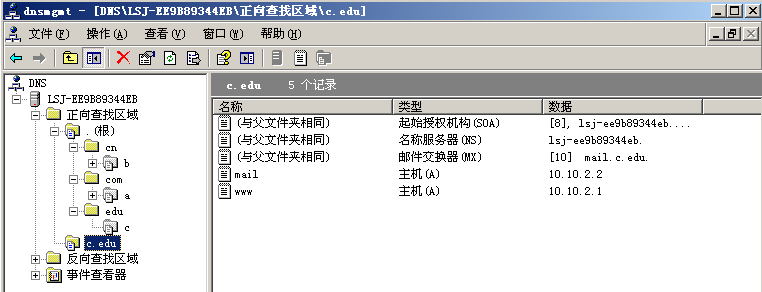 dnsmgmt - [DNS\LSJ-EE9B89344EB\正向查找区域\c.edu]
文件(F) 操作(A) 查看(V) 窗口(W) 帮助(H)
DNS
LSJ-EE9B89344EB
正向查找区域
.(根)
cn
b
com
a
edu
c
c.edu
反向查找区域
事件查看器
c.edu 5 个记录
名称 类型 数据
(与父文件夹相同) 起始授权机构(SOA) [8], lsj-ee9b89344eb....
(与父文件夹相同) 名称服务器(NS) lsj-ee9b89344eb.
(与父文件夹相同) 邮件交换器(MX) [10] mail.c.edu.
mail 主机(A) 10.10.2.2
www 主机(A) 10.10.2.1